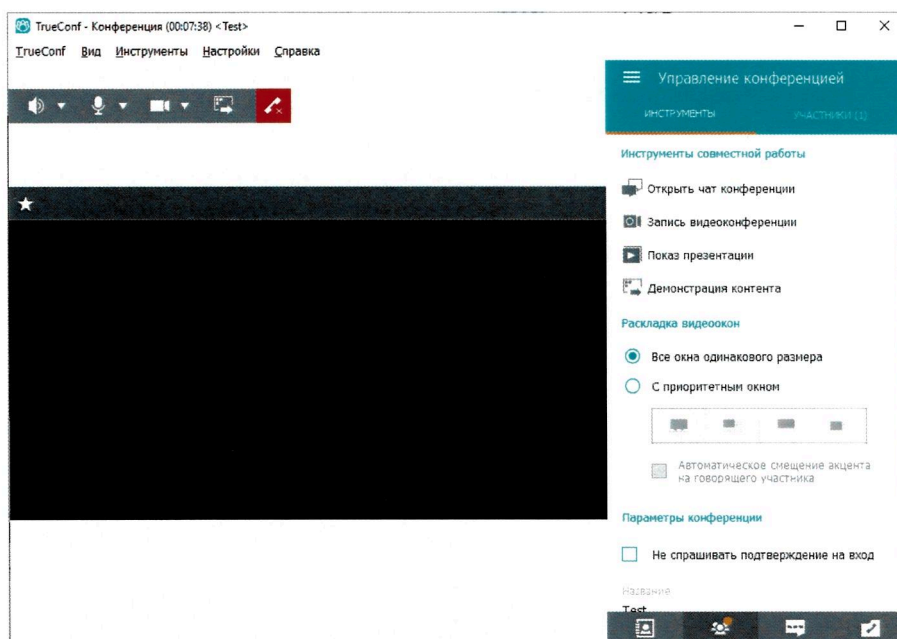 TrueConf - Конференция (00:07:38) <Test>
TrueConf Вид Инструменты Настройки Справка
Управление конференцией
ИНСТРУМЕНТЫ УЧАСТНИКИ (1)
Инструменты совместной работы
Открыть чат конференции
Запись видеоконференции
Показ презентации
Демонстрация контента
Раскладка видеоокон
Все окна одинакового размера
С приоритетным окном
Автоматическое смещение акцента
на говорящего участника
Параметры конференции
Не спрашивать подтверждение на вход
Название
Test